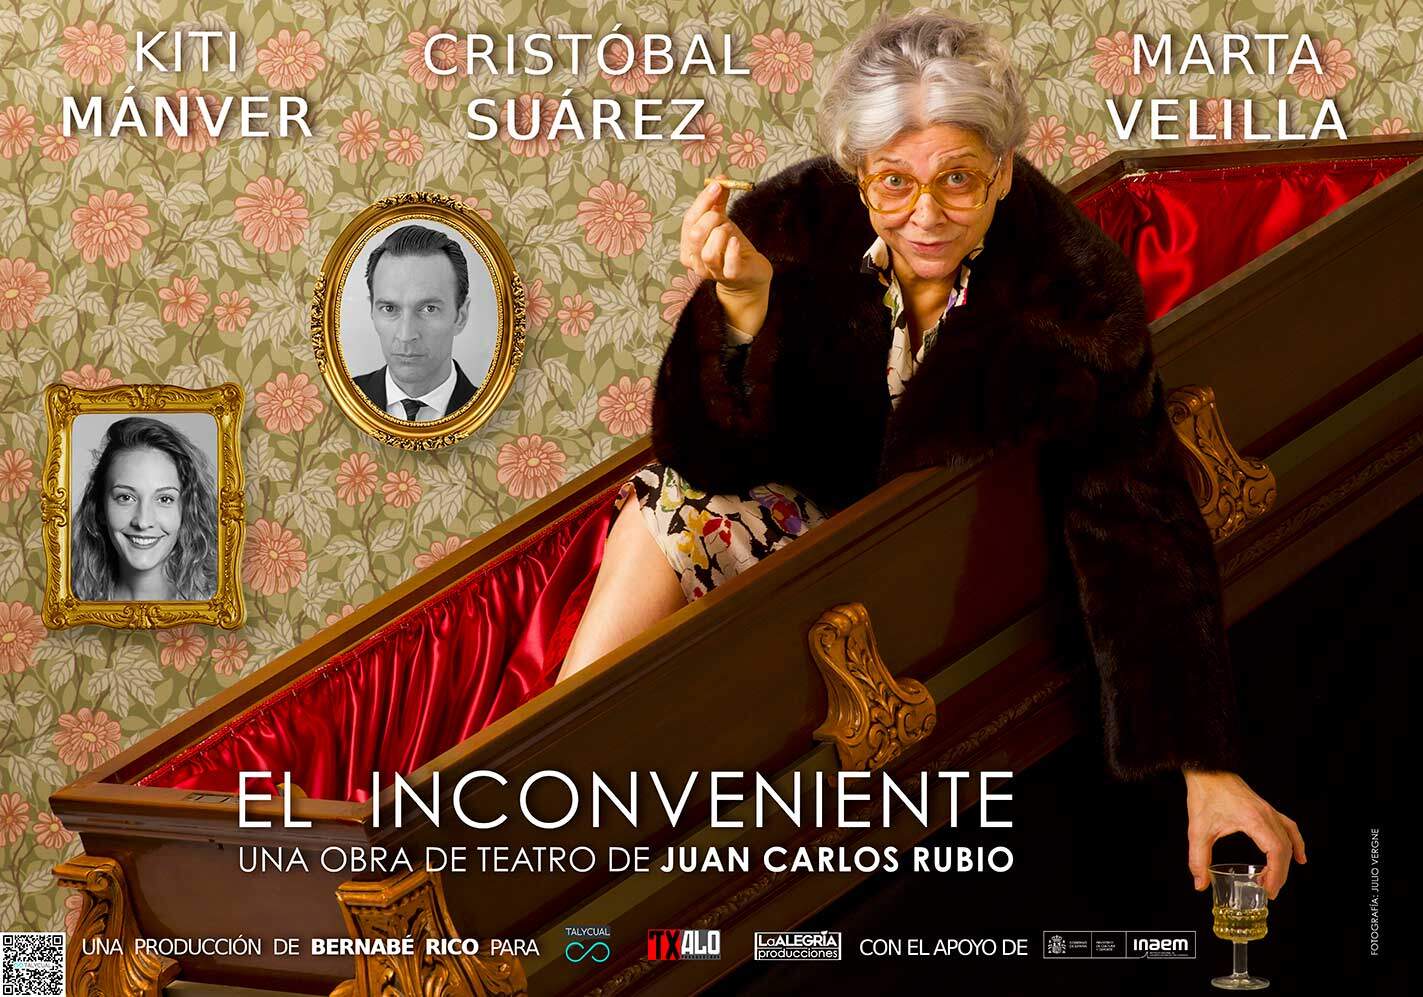 KITI
MÁNVER
CRISTÓBAL
SUÁREZ
MARTA
VELILLA
EL INCONVENIENTE
UNA OBRA DE TEATRO DE JUAN CARLOS RUBIO
UNA PRODUCCIÓN DE BERNABÉ RICO PARA
TALYCUAL
TXALO
LaALEGRÍA
producciones
CON EL APOYO DE
inaem
FOTOGRAFÍA: JULIO VERGNE